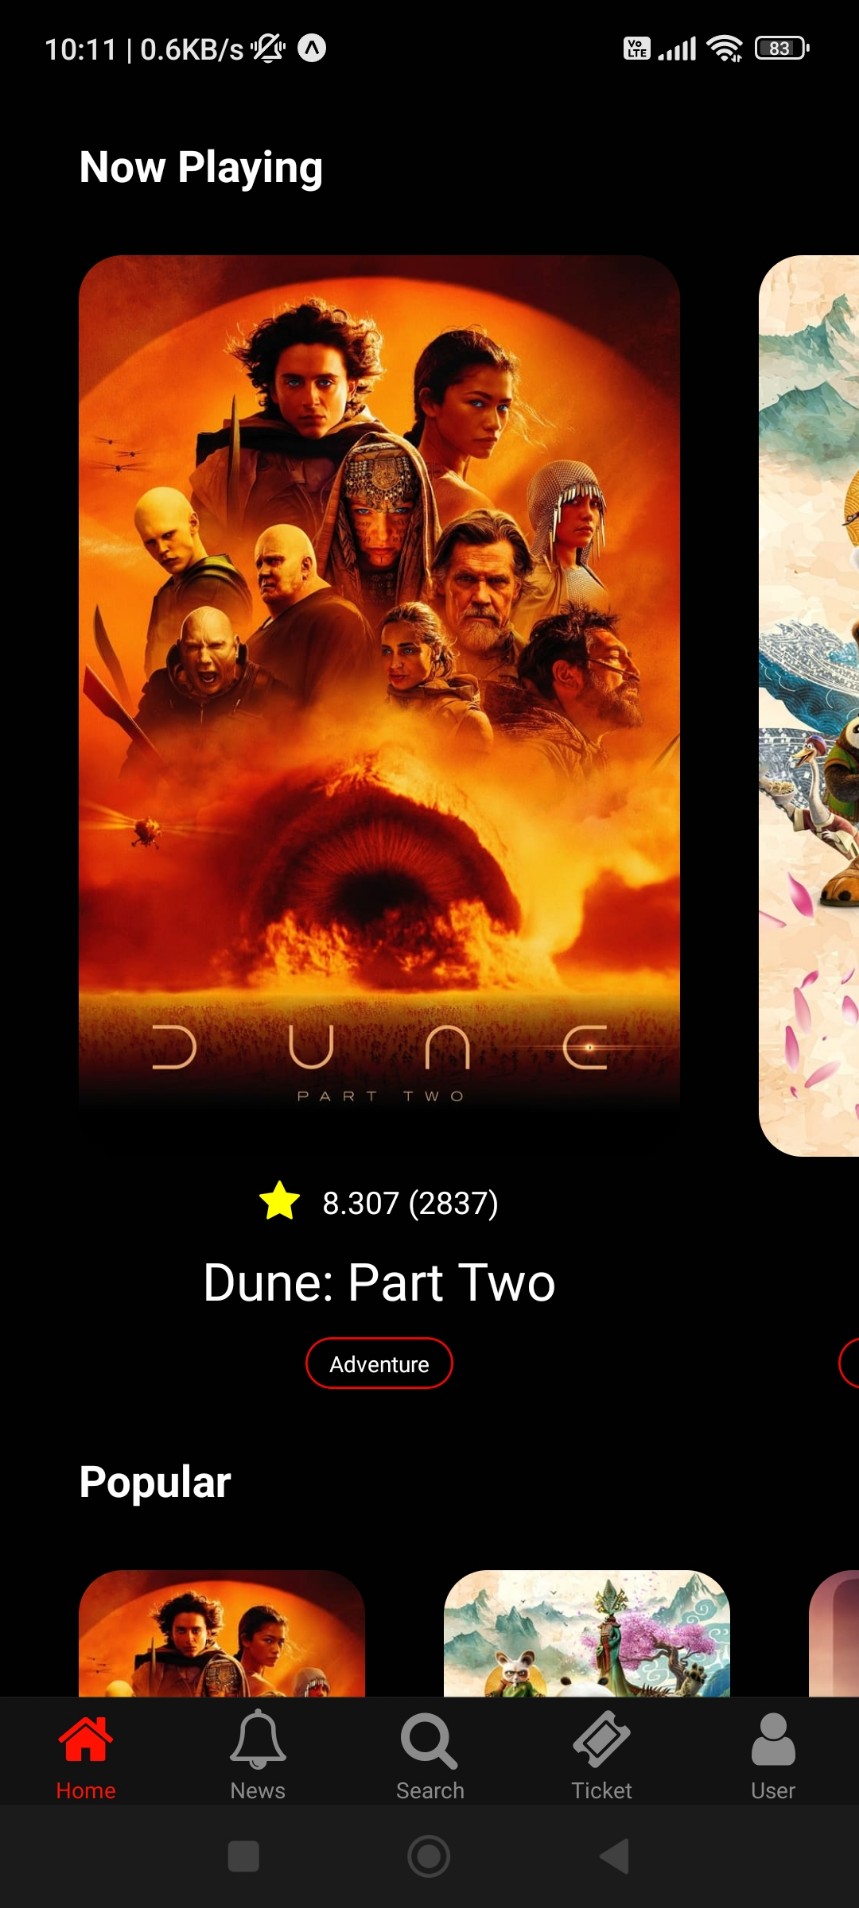 10:11 | 0.6KB/s
Vo LTE
83
Now Playing
DUNE
PART TWO
8.307 (2837)
Dune: Part Two
Adventure
Popular
Home News Search Ticket User